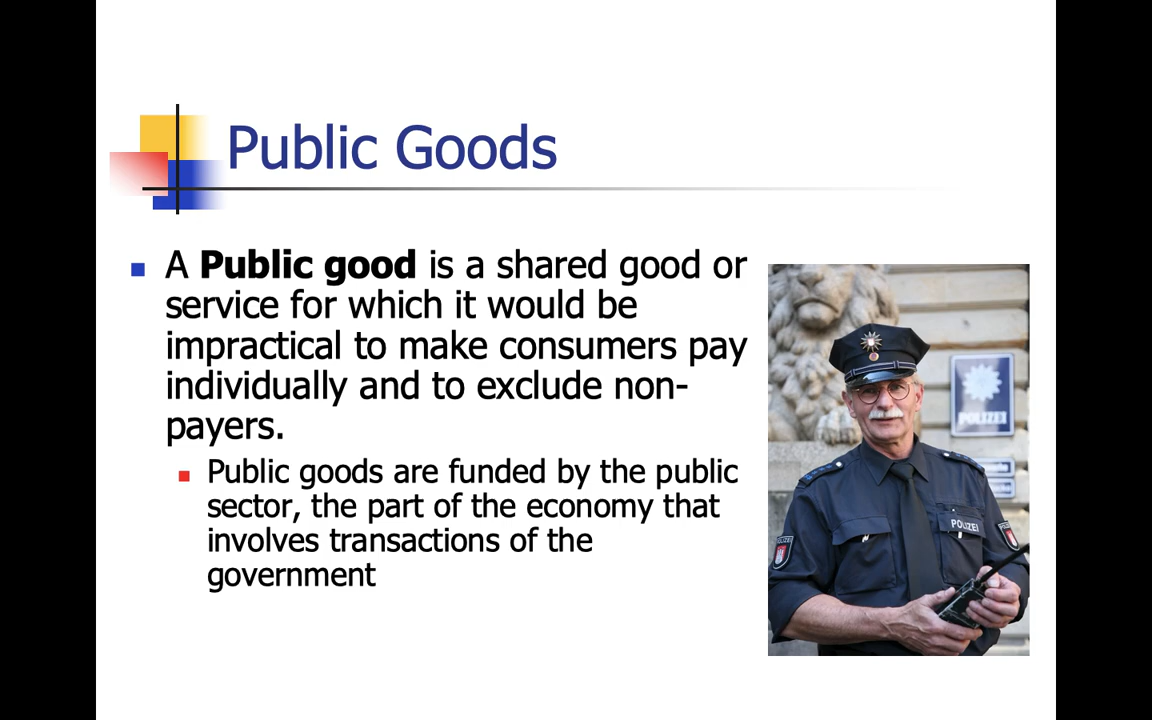 Public Goods
A Public good is a shared good or
service for which it would be
impractical to make consumers pay
individually and to exclude non-
payers.
Public goods are funded by the public
sector, the part of the economy that
involves transactions of the
government
POLIZEI
POLIZEI
POLIZEI